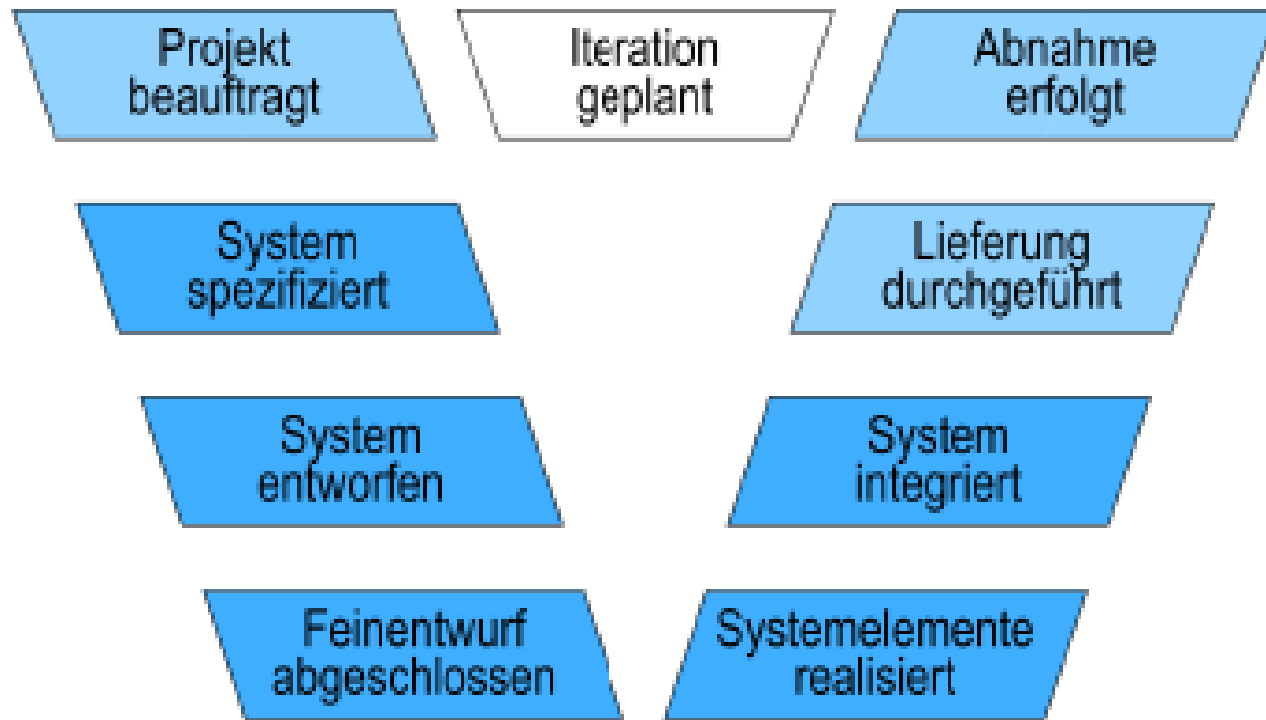 Projekt
beauftragt
Iteration
geplant
Abnahme
erfolgt
System
spezifiziert
Lieferung
durchgeführt
System
entworfen
System
integriert
Feinentwurf
abgeschlossen
Systemelemente
realisiert